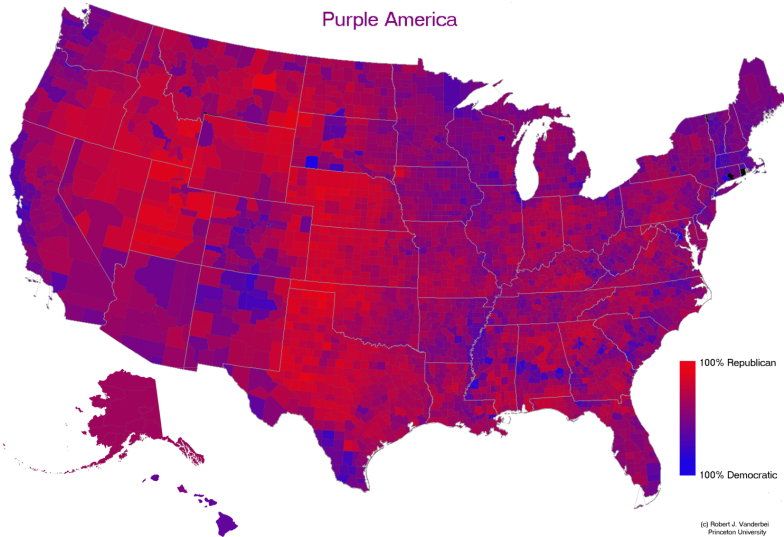 Purple America
100% Republican
100% Democratic
(c) Robert J. Vanderbei
Princeton University